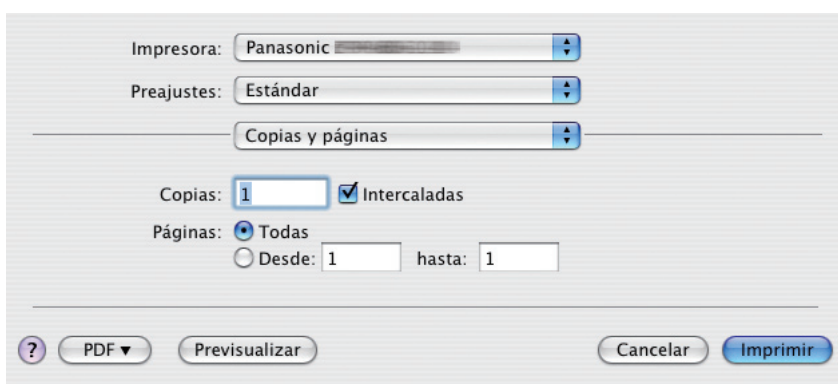 Impresora: Panasonic
Preajustes: Estándar
Copias y páginas
Copias: 1 Intercaladas
Páginas: Todas
Desde: 1 hasta: 1
? PDF Previsualizar Cancelar Imprimir